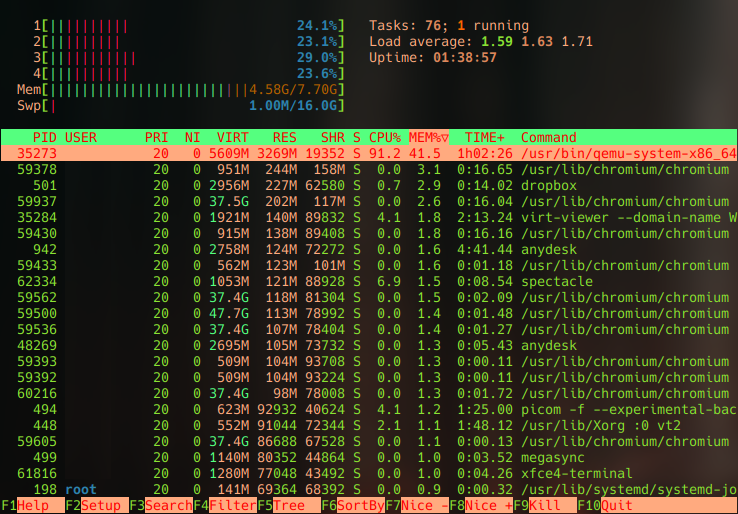 1[||||||||||| 24.1%] Tasks: 76; 1 running
2[||||||||||| 23.1%] Load average: 1.59 1.63 1.71
3[|||||||||||| 29.0%] Uptime: 01:38:57
4[||||||||||| 23.6%]
Mem[|||||||||||||||||||||||||4.58G/7.70G]
Swp[| 1.00M/16.0G]
PID USER PRI NI VIRT RES SHR S CPU% MEM%▽ TIME+ Command
35273 20 0 5609M 3269M 19352 S 91.2 41.5 1h02:26 /usr/bin/qemu-system-x86_64
59378 20 0 951M 244M 158M S 0.0 3.1 0:16.65 /usr/lib/chromium/chromium
501 20 0 2956M 227M 62580 S 0.7 2.9 0:14.02 dropbox
59937 20 0 37.5G 202M 117M S 0.0 2.6 0:16.04 /usr/lib/chromium/chromium
35284 20 0 1921M 140M 89832 S 4.1 1.8 2:13.24 virt-viewer --domain-name W
59430 20 0 915M 138M 89408 S 0.0 1.8 0:16.16 /usr/lib/chromium/chromium
942 20 0 2758M 124M 72272 S 0.0 1.6 4:41.44 anydesk
59433 20 0 562M 123M 101M S 0.0 1.6 0:01.18 /usr/lib/chromium/chromium
62334 20 0 1053M 121M 88928 S 6.9 1.5 0:08.54 spectacle
59562 20 0 37.4G 118M 81304 S 0.0 1.5 0:02.09 /usr/lib/chromium/chromium
59500 20 0 47.7G 113M 78992 S 0.0 1.4 0:01.48 /usr/lib/chromium/chromium
59536 20 0 37.4G 107M 78404 S 0.0 1.4 0:01.27 /usr/lib/chromium/chromium
48269 20 0 2695M 105M 73732 S 0.0 1.3 0:05.43 anydesk
59393 20 0 509M 104M 93708 S 0.0 1.3 0:00.11 /usr/lib/chromium/chromium
59392 20 0 509M 104M 93224 S 0.0 1.3 0:00.11 /usr/lib/chromium/chromium
60216 20 0 37.4G 98M 78008 S 0.0 1.3 0:01.72 /usr/lib/chromium/chromium
494 20 0 623M 92932 40624 S 4.1 1.2 1:25.00 picom -f --experimental-bac
448 20 0 552M 91044 72344 S 2.1 1.1 1:48.12 /usr/lib/Xorg :0 vt2
59605 20 0 37.4G 86688 67528 S 0.0 1.1 0:00.13 /usr/lib/chromium/chromium
499 20 0 1140M 80352 44864 S 0.0 1.0 0:03.52 megasync
61816 20 0 1280M 77048 43492 S 0.0 1.0 0:04.26 xfce4-terminal
198 root 20 0 141M 69364 68392 S 0.0 0.9 0:00.32 /usr/lib/systemd/systemd-jo
F1Help F2Setup F3SearchF4FilterF5Tree F6SortByF7Nice -F8Nice +F9Kill F10Quit